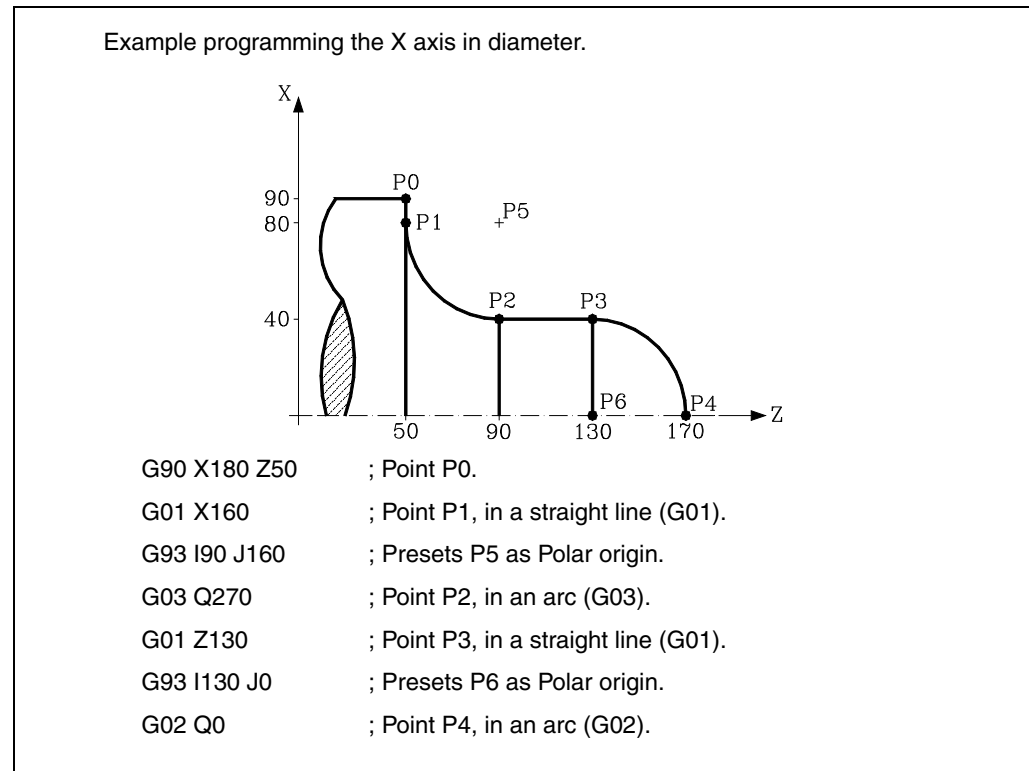 Example programming the X axis in diameter.
X
P0
90
P5
80
P1
P2
P3
40
P6
P4
Z
50
90
130
170
G90 X180 Z50 ; Point P0.
G01 X160 ; Point P1, in a straight line (G01).
G93 I90 J160 ; Presets P5 as Polar origin.
G03 Q270 ; Point P2, in an arc (G03).
G01 Z130 ; Point P3, in a straight line (G01).
G93 I130 J0 ; Presets P6 as Polar origin.
G02 Q0 ; Point P4, in an arc (G02).